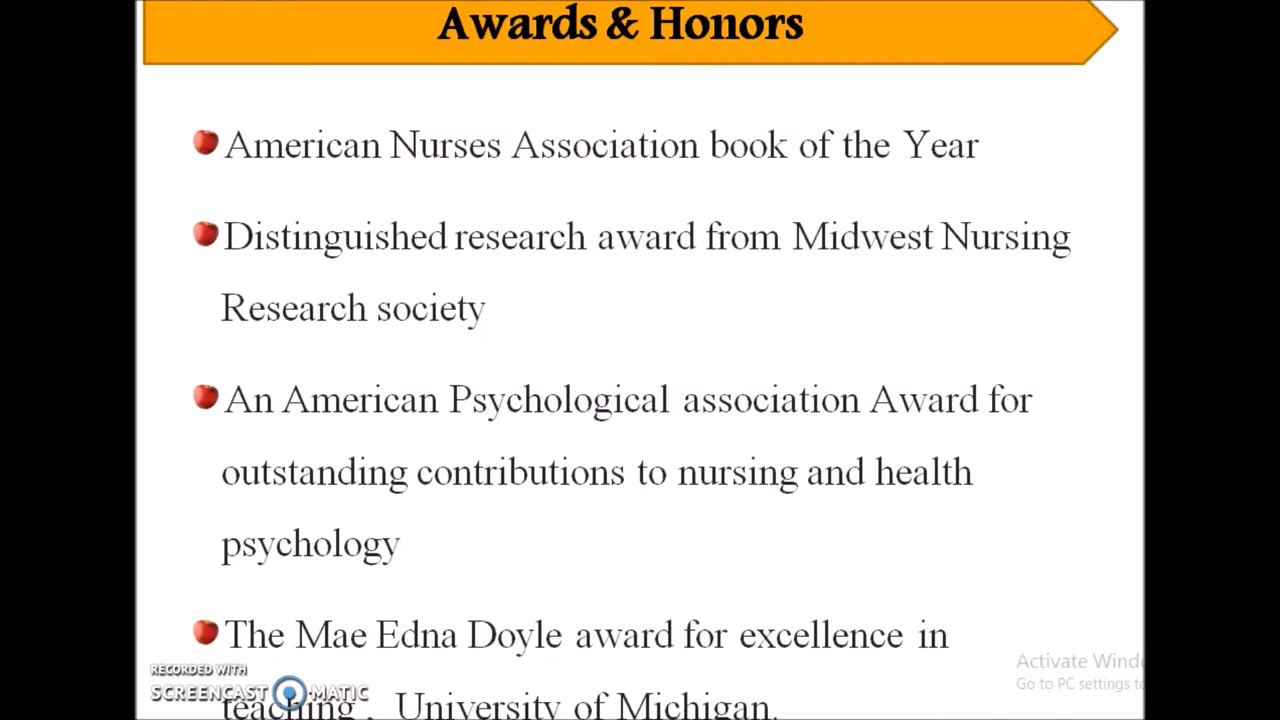 Awards & Honors
American Nurses Association book of the Year
Distinguished research award from Midwest Nursing
Research society
An American Psychological association Award for
outstanding contributions to nursing and health
psychology
The Mae Edna Doyle award for excellence in
teaching , University of Michigan.
RECORDED WITH
SCREENCAST MATIC
Activate Wind
Go to PC settings t